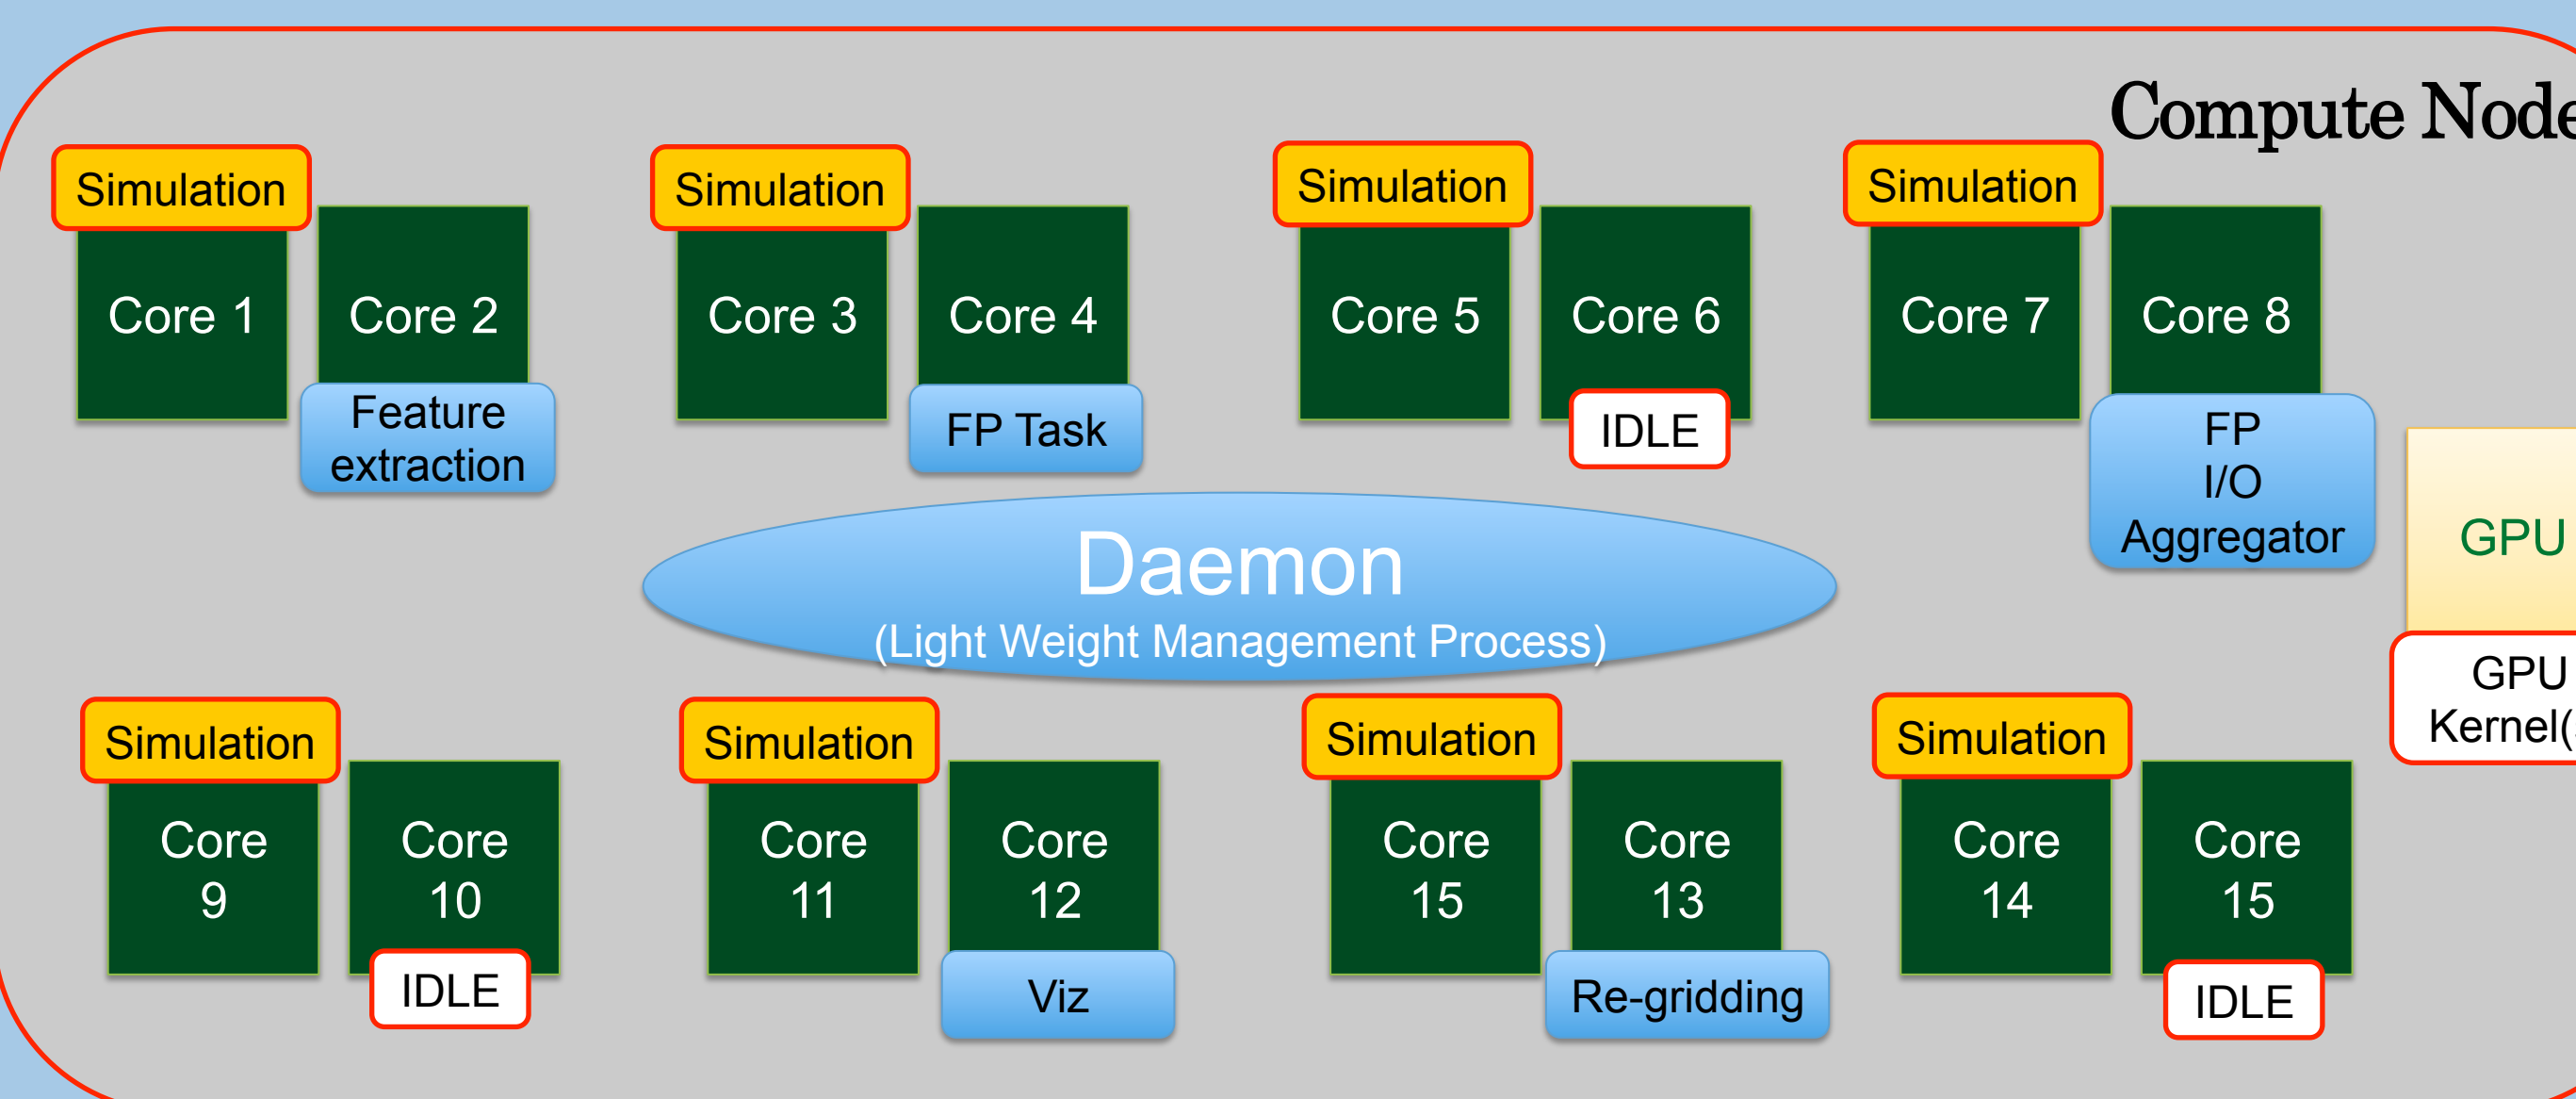 Compute Node
Simulation
Simulation
Simulation
Simulation
Core 1
Core 2
Core 3
Core 4
Core 5
Core 6
Core 7
Core 8
Feature
extraction
FP Task
IDLE
FP
I/O
Aggregator
GPU
Daemon
(Light Weight Management Process)
GPU
Simulation
Simulation
Simulation
Simulation
Core
9
Core
10
Core
11
Core
12
Core
15
Core
13
Core
14
Core
15
IDLE
Viz
Re-gridding
IDLE